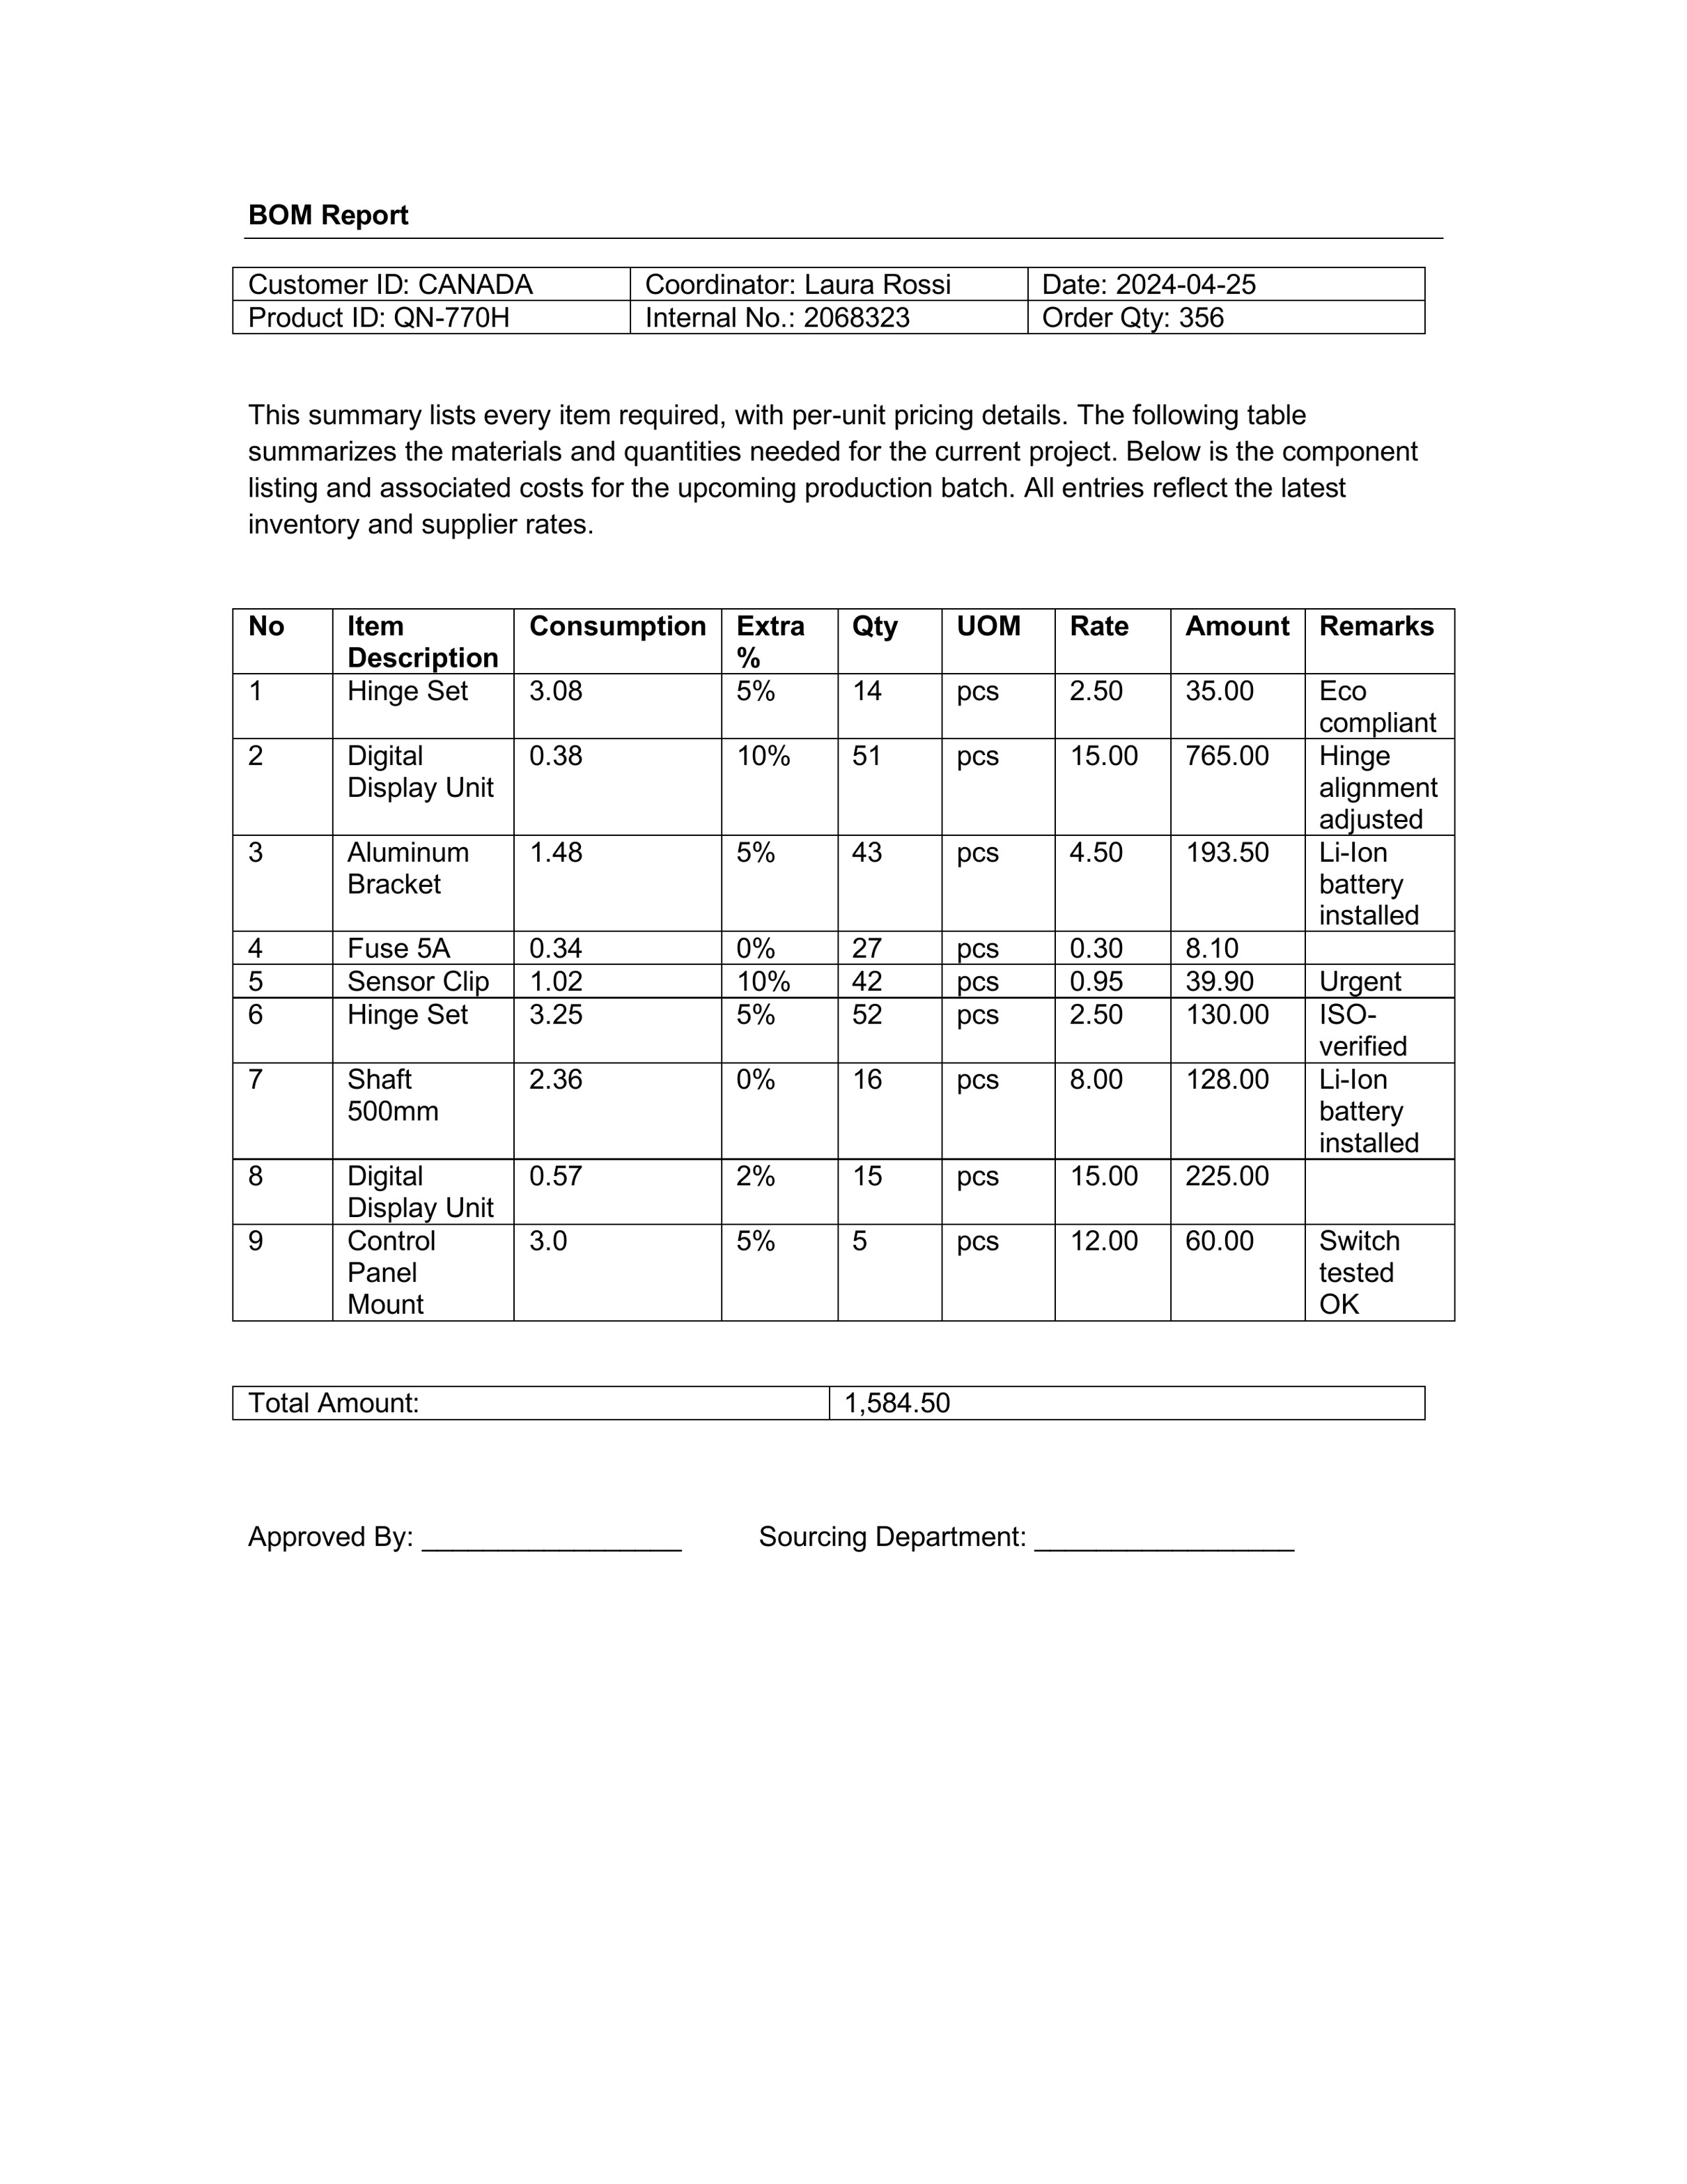 BOM Report
Customer ID: CANADA Coordinator: Laura Rossi Date: 2024-04-25
Product ID: QN-770H Internal No.: 2068323 Order Qty: 356
This summary lists every item required, with per-unit pricing details. The following table
summarizes the materials and quantities needed for the current project. Below is the component
listing and associated costs for the upcoming production batch. All entries reflect the latest
inventory and supplier rates.
No Item Consumption Extra Qty UOM Rate Amount Remarks
Description %
1 Hinge Set 3.08 5% 14 pcs 2.50 35.00 Eco
compliant
2 Digital 0.38 10% 51 pcs 15.00 765.00 Hinge
Display Unit alignment
adjusted
3 Aluminum 1.48 5% 43 pcs 4.50 193.50 Li-Ion
Bracket battery
installed
4 Fuse 5A 0.34 0% 27 pcs 0.30 8.10
5 Sensor Clip 1.02 10% 42 pcs 0.95 39.90 Urgent
6 Hinge Set 3.25 5% 52 pcs 2.50 130.00 ISO-
verified
7 Shaft 2.36 0% 16 pcs 8.00 128.00 Li-Ion
500mm battery
installed
8 Digital 0.57 2% 15 pcs 15.00 225.00
Display Unit
9 Control 3.0 5% 5 pcs 12.00 60.00 Switch
Panel tested
Mount OK
Total Amount: 1,584.50
Approved By: _________________ Sourcing Department: _________________